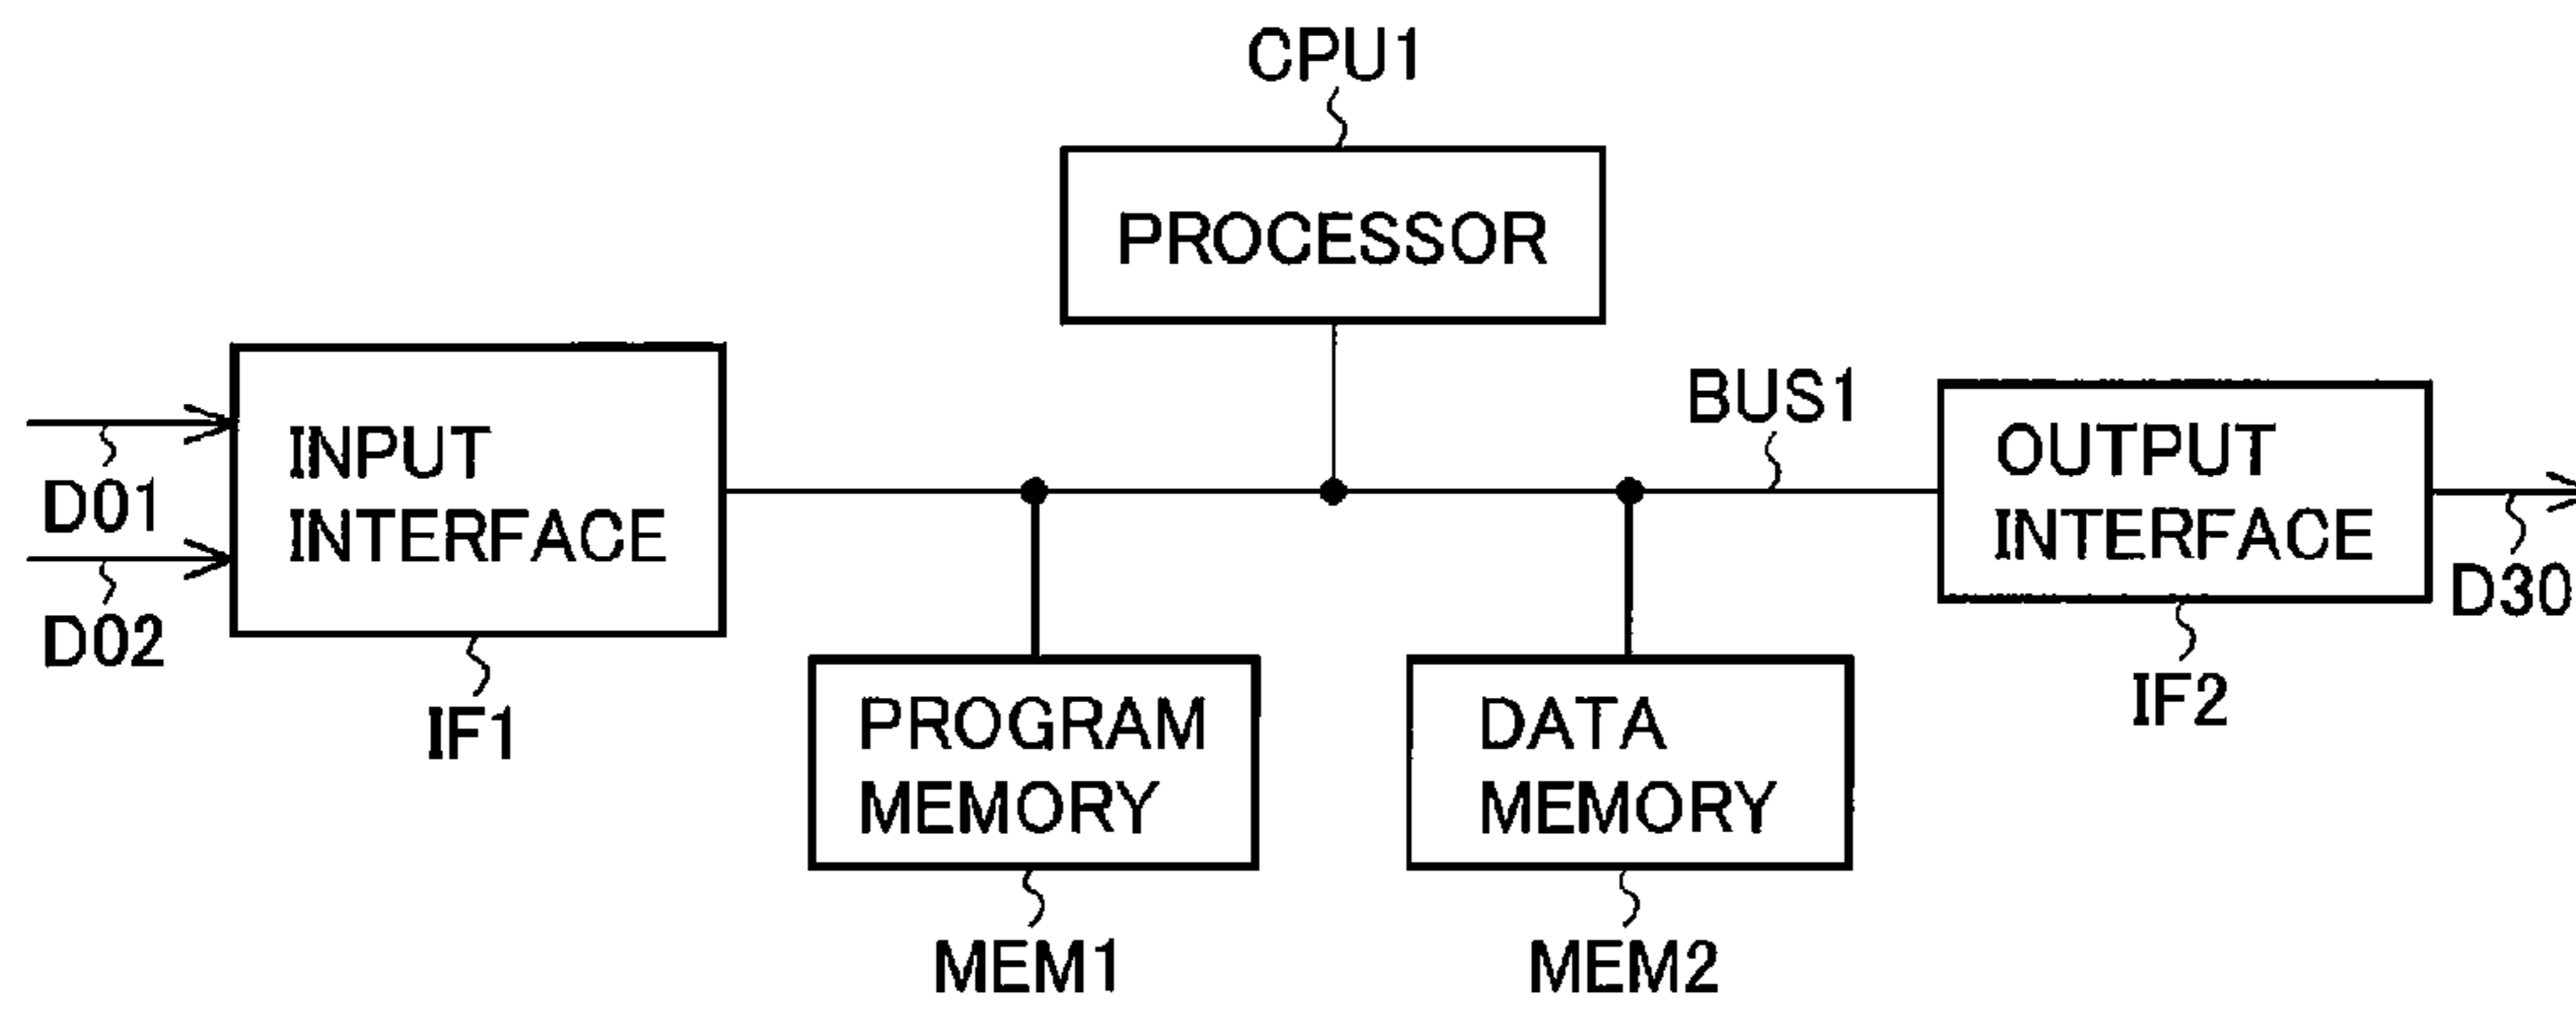 CPU1
PROCESSOR
BUS1
INPUT
INTERFACE
D01
D02
IF1
OUTPUT
INTERFACE
D30
IF2
PROGRAM
MEMORY
MEM1
DATA
MEMORY
MEM2